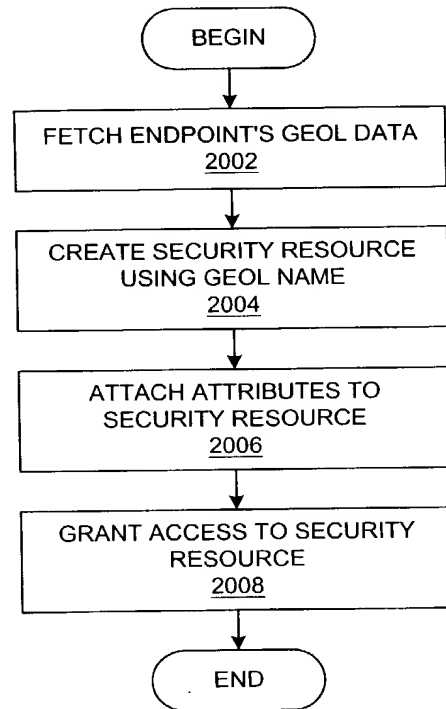 BEGIN
FETCH ENDPOINT'S GEOL DATA
2002
CREATE SECURITY RESOURCE
USING GEOL NAME
2004
ATTACH ATTRIBUTES TO
SECURITY RESOURCE
2006
GRANT ACCESS TO SECURITY
RESOURCE
2008
END